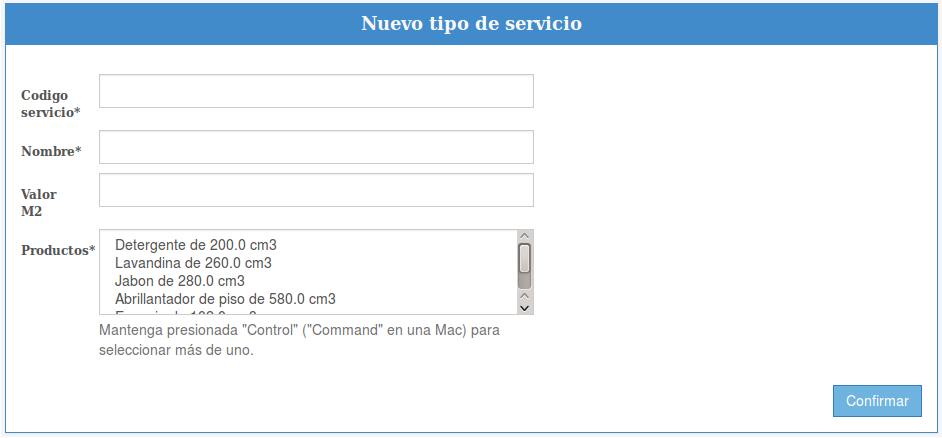 Nuevo tipo de servicio
Codigo
servicio*
Nombre*
Valor
M2
Productos*
Detergente de 200.0 cm3
Lavandina de 260.0 cm3
Jabon de 280.0 cm3
Abrillantador de piso de 580.0 cm3
Mantenga presionada "Control" ("Command" en una Mac) para
seleccionar más de uno.
Confirmar